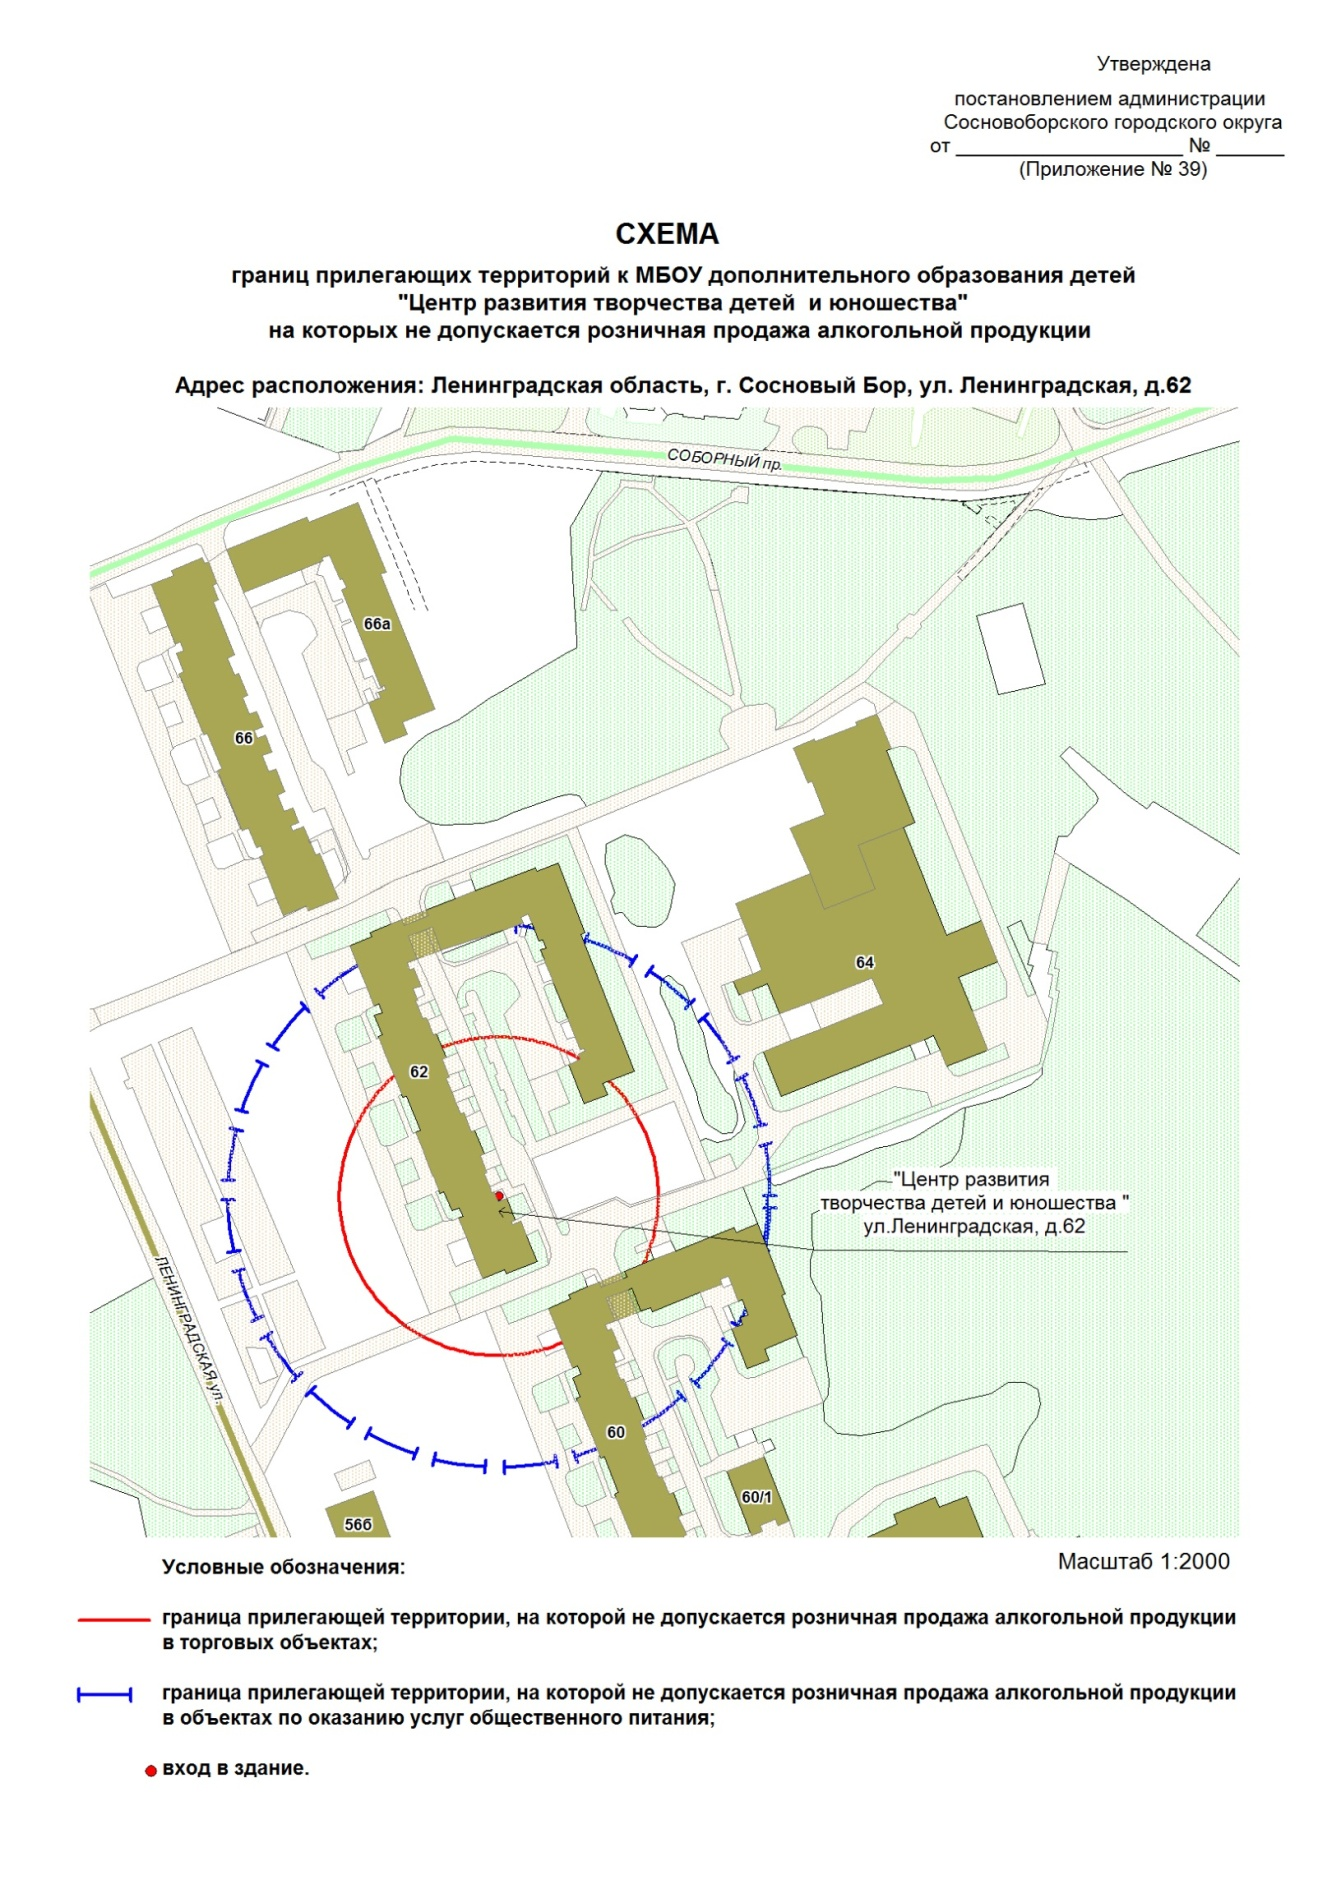 Утверждена
постановлением администрации
Сосновоборского городского округа
от ____________________ № ______
(Приложение № 39)
СХЕМА
границ прилегающих территорий к МБОУ дополнительного образования детей
"Центр развития творчества детей и юношества"
на которых не допускается розничная продажа алкогольной продукции
Адрес расположения: Ленинградская область, г. Сосновый Бор, ул. Ленинградская, д.62
СОБОРНЫЙ пр.
66а
66
64
62
"Центр развития
творчества детей и юношества "
ул.Ленинградская, д.62
ЛЕНИНГРАДСКАЯ ул.
60
60/1
56б
Масштаб 1:2000
Условные обозначения:
граница прилегающей территории, на которой не допускается розничная продажа алкогольной продукции
в торговых объектах;
граница прилегающей территории, на которой не допускается розничная продажа алкогольной продукции
в объектах по оказанию услуг общественного питания;
вход в здание.